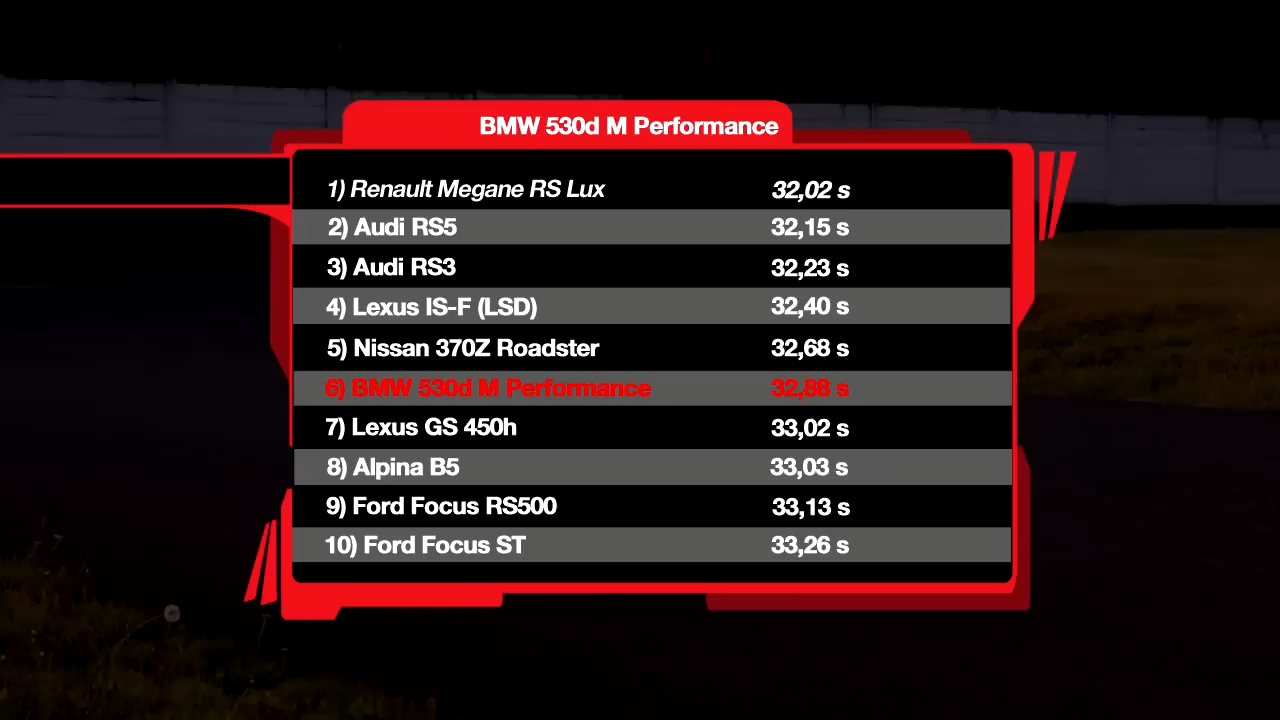 BMW 530d M Performance
1) Renault Megane RS Lux 32,02 s
2) Audi RS5 32,15 s
3) Audi RS3 32,23 s
4) Lexus IS-F (LSD) 32,40 s
5) Nissan 370Z Roadster 32,68 s
6) BMW 530d M Performance 32,88 s
7) Lexus GS 450h 33,02 s
8) Alpina B5 33,03 s
9) Ford Focus RS500 33,13 s
10) Ford Focus ST 33,26 s